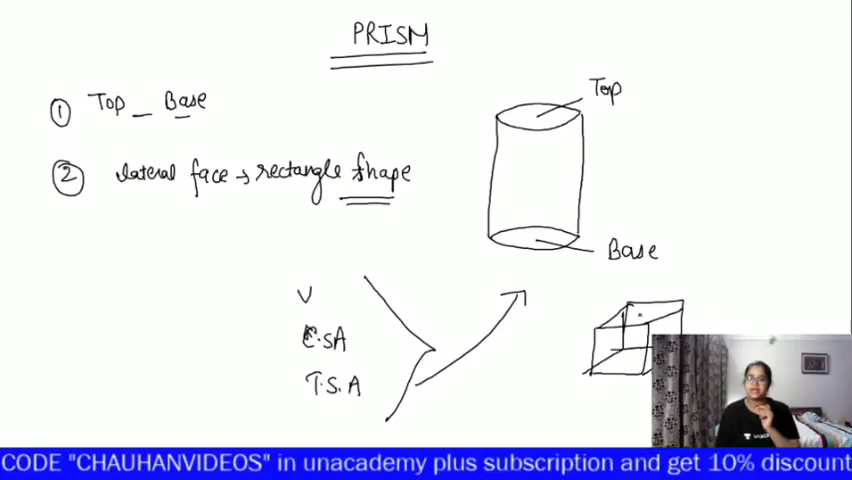 PRISM
① Top _ Base
② lateral face → rectangle shape
Top
Base
V
C.SA
T.S.A
CODE "CHAUHANVIDEOS" in unacademy plus subscription and get 10% discount